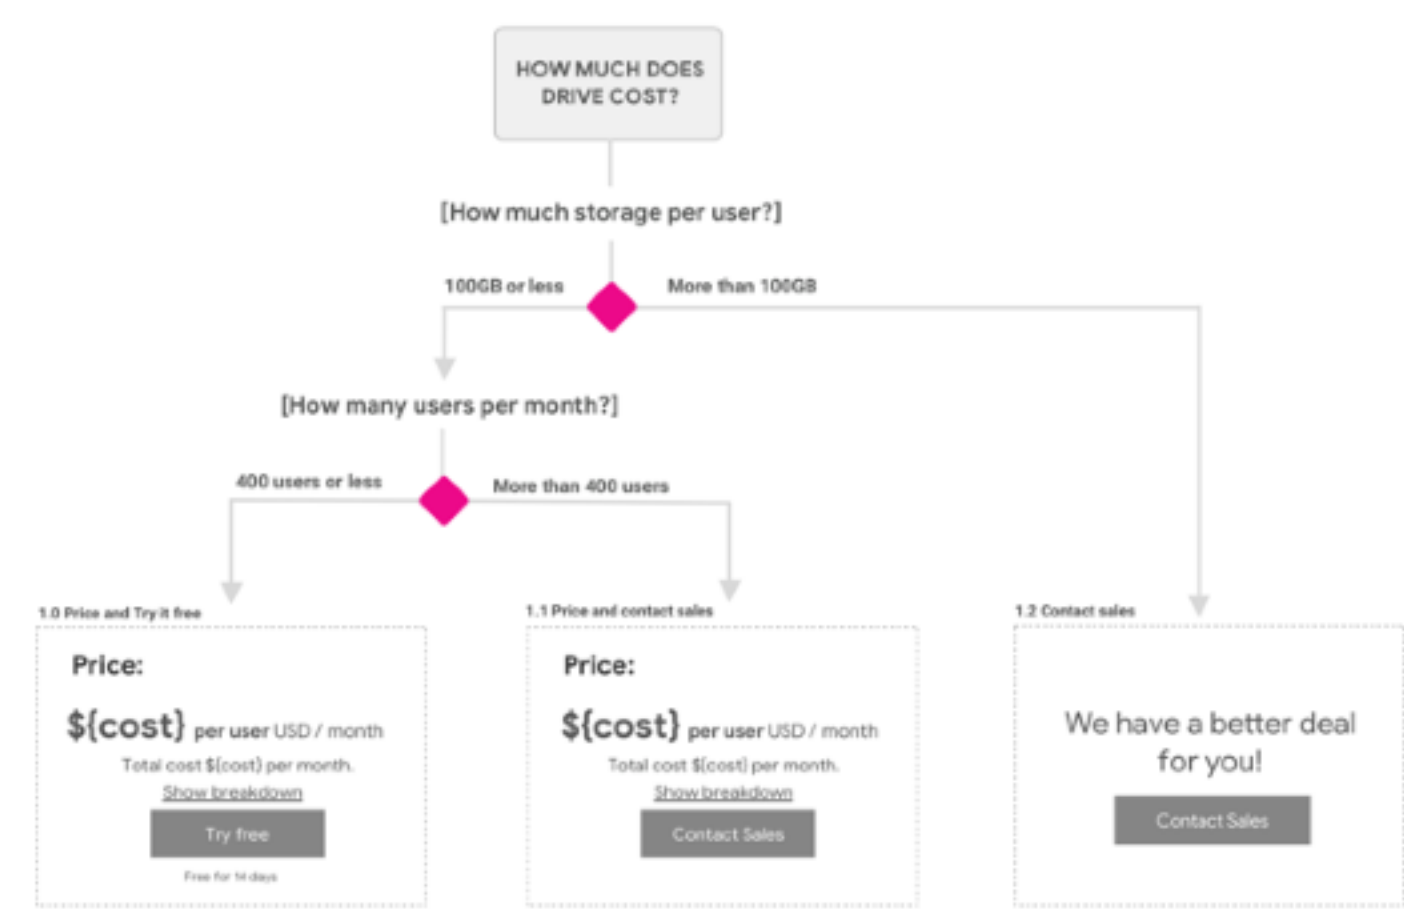 HOW MUCH DOES
DRIVE COST?
[How much storage per user?]
100GB or less
More than 100GB
[How many users per month?]
400 users or less
More than 400 users
1.0 Price and Try it free
Price:
${cost} per user USD / month
Total cost ${cost} per month.
Show breakdown
Try free
Free for 14 days
1.1 Price and contact sales
Price:
${cost} per user USD / month
Total cost ${cost} per month.
Show breakdown
Contact Sales
1.2 Contact sales
We have a better deal
for you!
Contact Sales